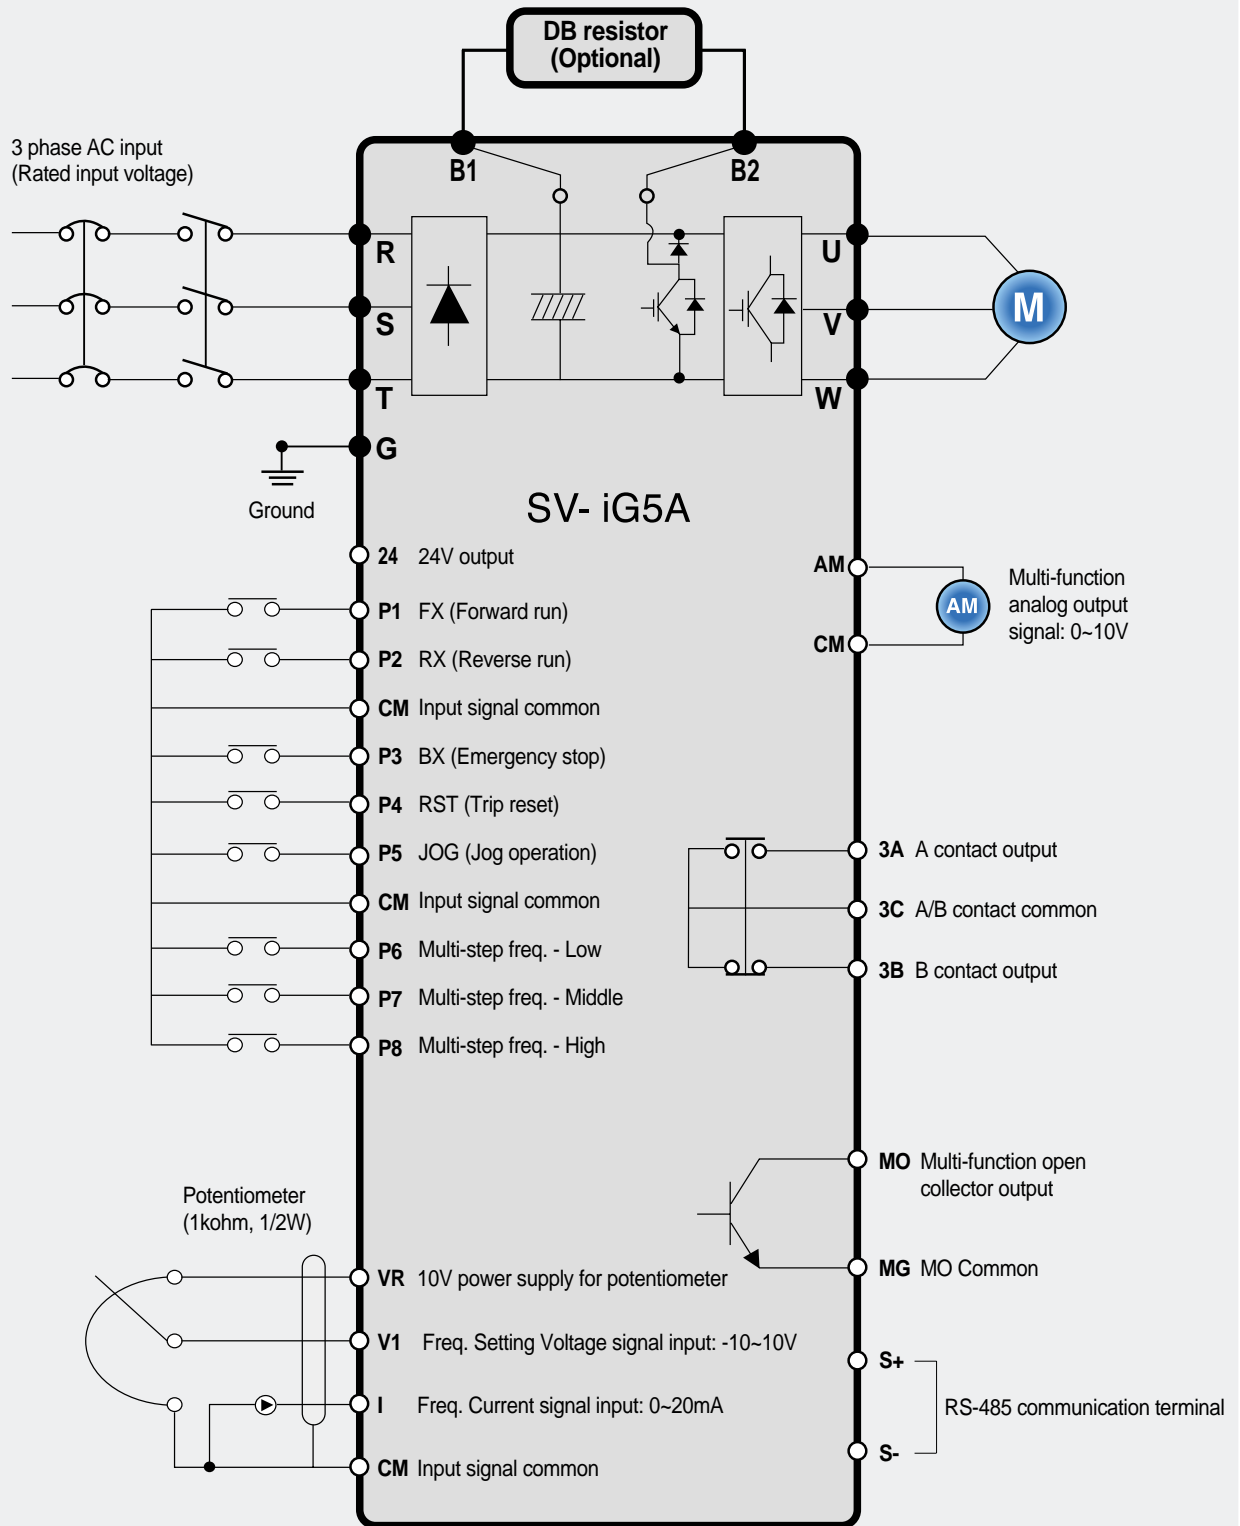 DB resistor
(Optional)
3 phase AC input
(Rated input voltage)
B1
B2
R
S
T
G
U
V
W
M
Ground
SV- iG5A
24 24V output
P1 FX (Forward run)
P2 RX (Reverse run)
CM Input signal common
P3 BX (Emergency stop)
P4 RST (Trip reset)
P5 JOG (Jog operation)
CM Input signal common
P6 Multi-step freq. - Low
P7 Multi-step freq. - Middle
P8 Multi-step freq. - High
AM
CM
AM
Multi-function
analog output
signal: 0~10V
3A A contact output
3C A/B contact common
3B B contact output
MO Multi-function open
collector output
MG MO Common
Potentiometer
(1kohm, 1/2W)
VR 10V power supply for potentiometer
V1 Freq. Setting Voltage signal input: -10~10V
I Freq. Current signal input: 0~20mA
CM Input signal common
S+
RS-485 communication terminal
S-